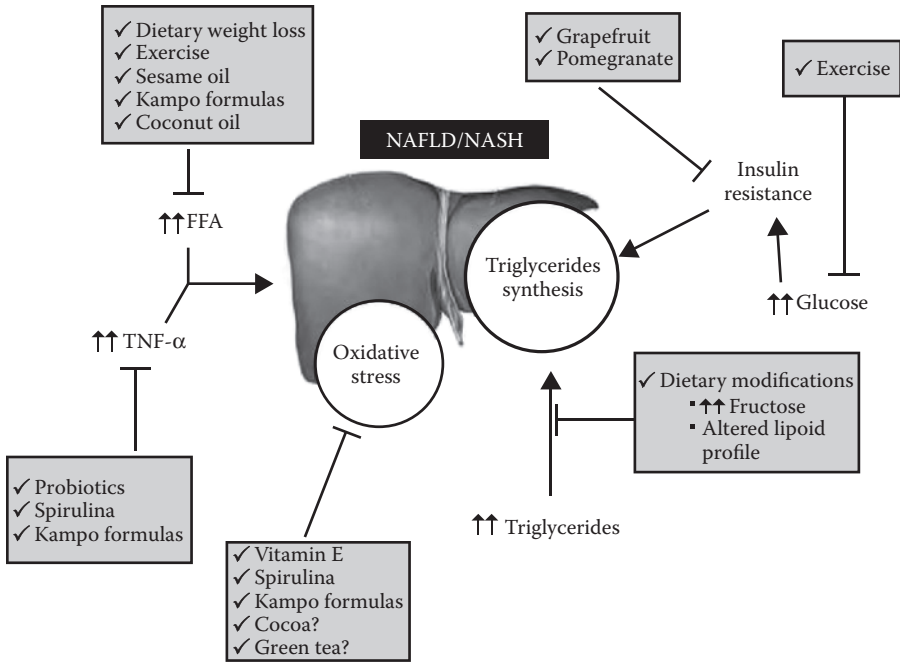 ✓ Dietary weight loss
✓ Exercise
✓ Sesame oil
✓ Kampo formulas
✓ Coconut oil
NAFLD/NASH
✓ Grapefruit
✓ Pomegranate
✓ Exercise
Insulin
resistance
↑↑FFA
Triglycerides
synthesis
↑↑ Glucose
↑↑ TNF-α
Oxidative
stress
✓ Dietary modifications
▪ ↑↑ Fructose
▪ Altered lipoid
profile
✓ Probiotics
✓ Spirulina
✓ Kampo formulas
↑↑ Triglycerides
✓ Vitamin E
✓ Spirulina
✓ Kampo formulas
✓ Cocoa?
✓ Green tea?